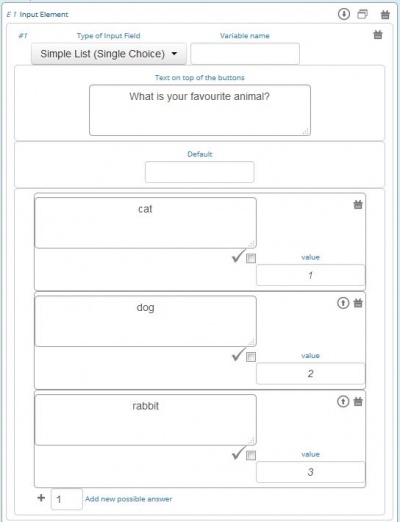 E 1 Input Element
#1 Type of Input Field Variable name
Simple List (Single Choice)
Text on top of the buttons
What is your favourite animal?
Default
cat
value
1
dog
value
2
rabbit
value
3
1 Add new possible answer